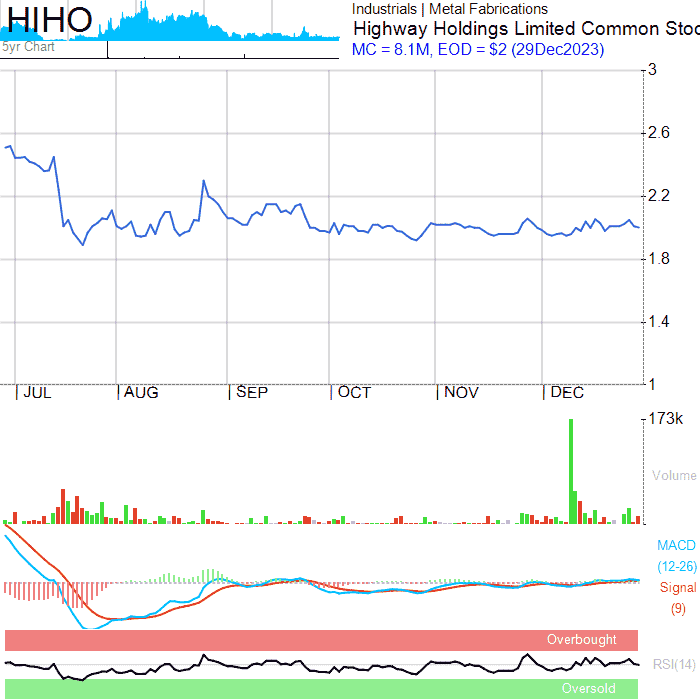 HIHO
5yr Chart
Industrials | Metal Fabrications
Highway Holdings Limited Common Stoc
MC = 8.1M, EOD = $2 (29Dec2023)
3
2.6
2.2
1.8
1.4
1
JUL AUG SEP OCT NOV DEC
173k
Volume
MACD
(12-26)
Signal
(9)
Overbought
RSI(14)
Oversold